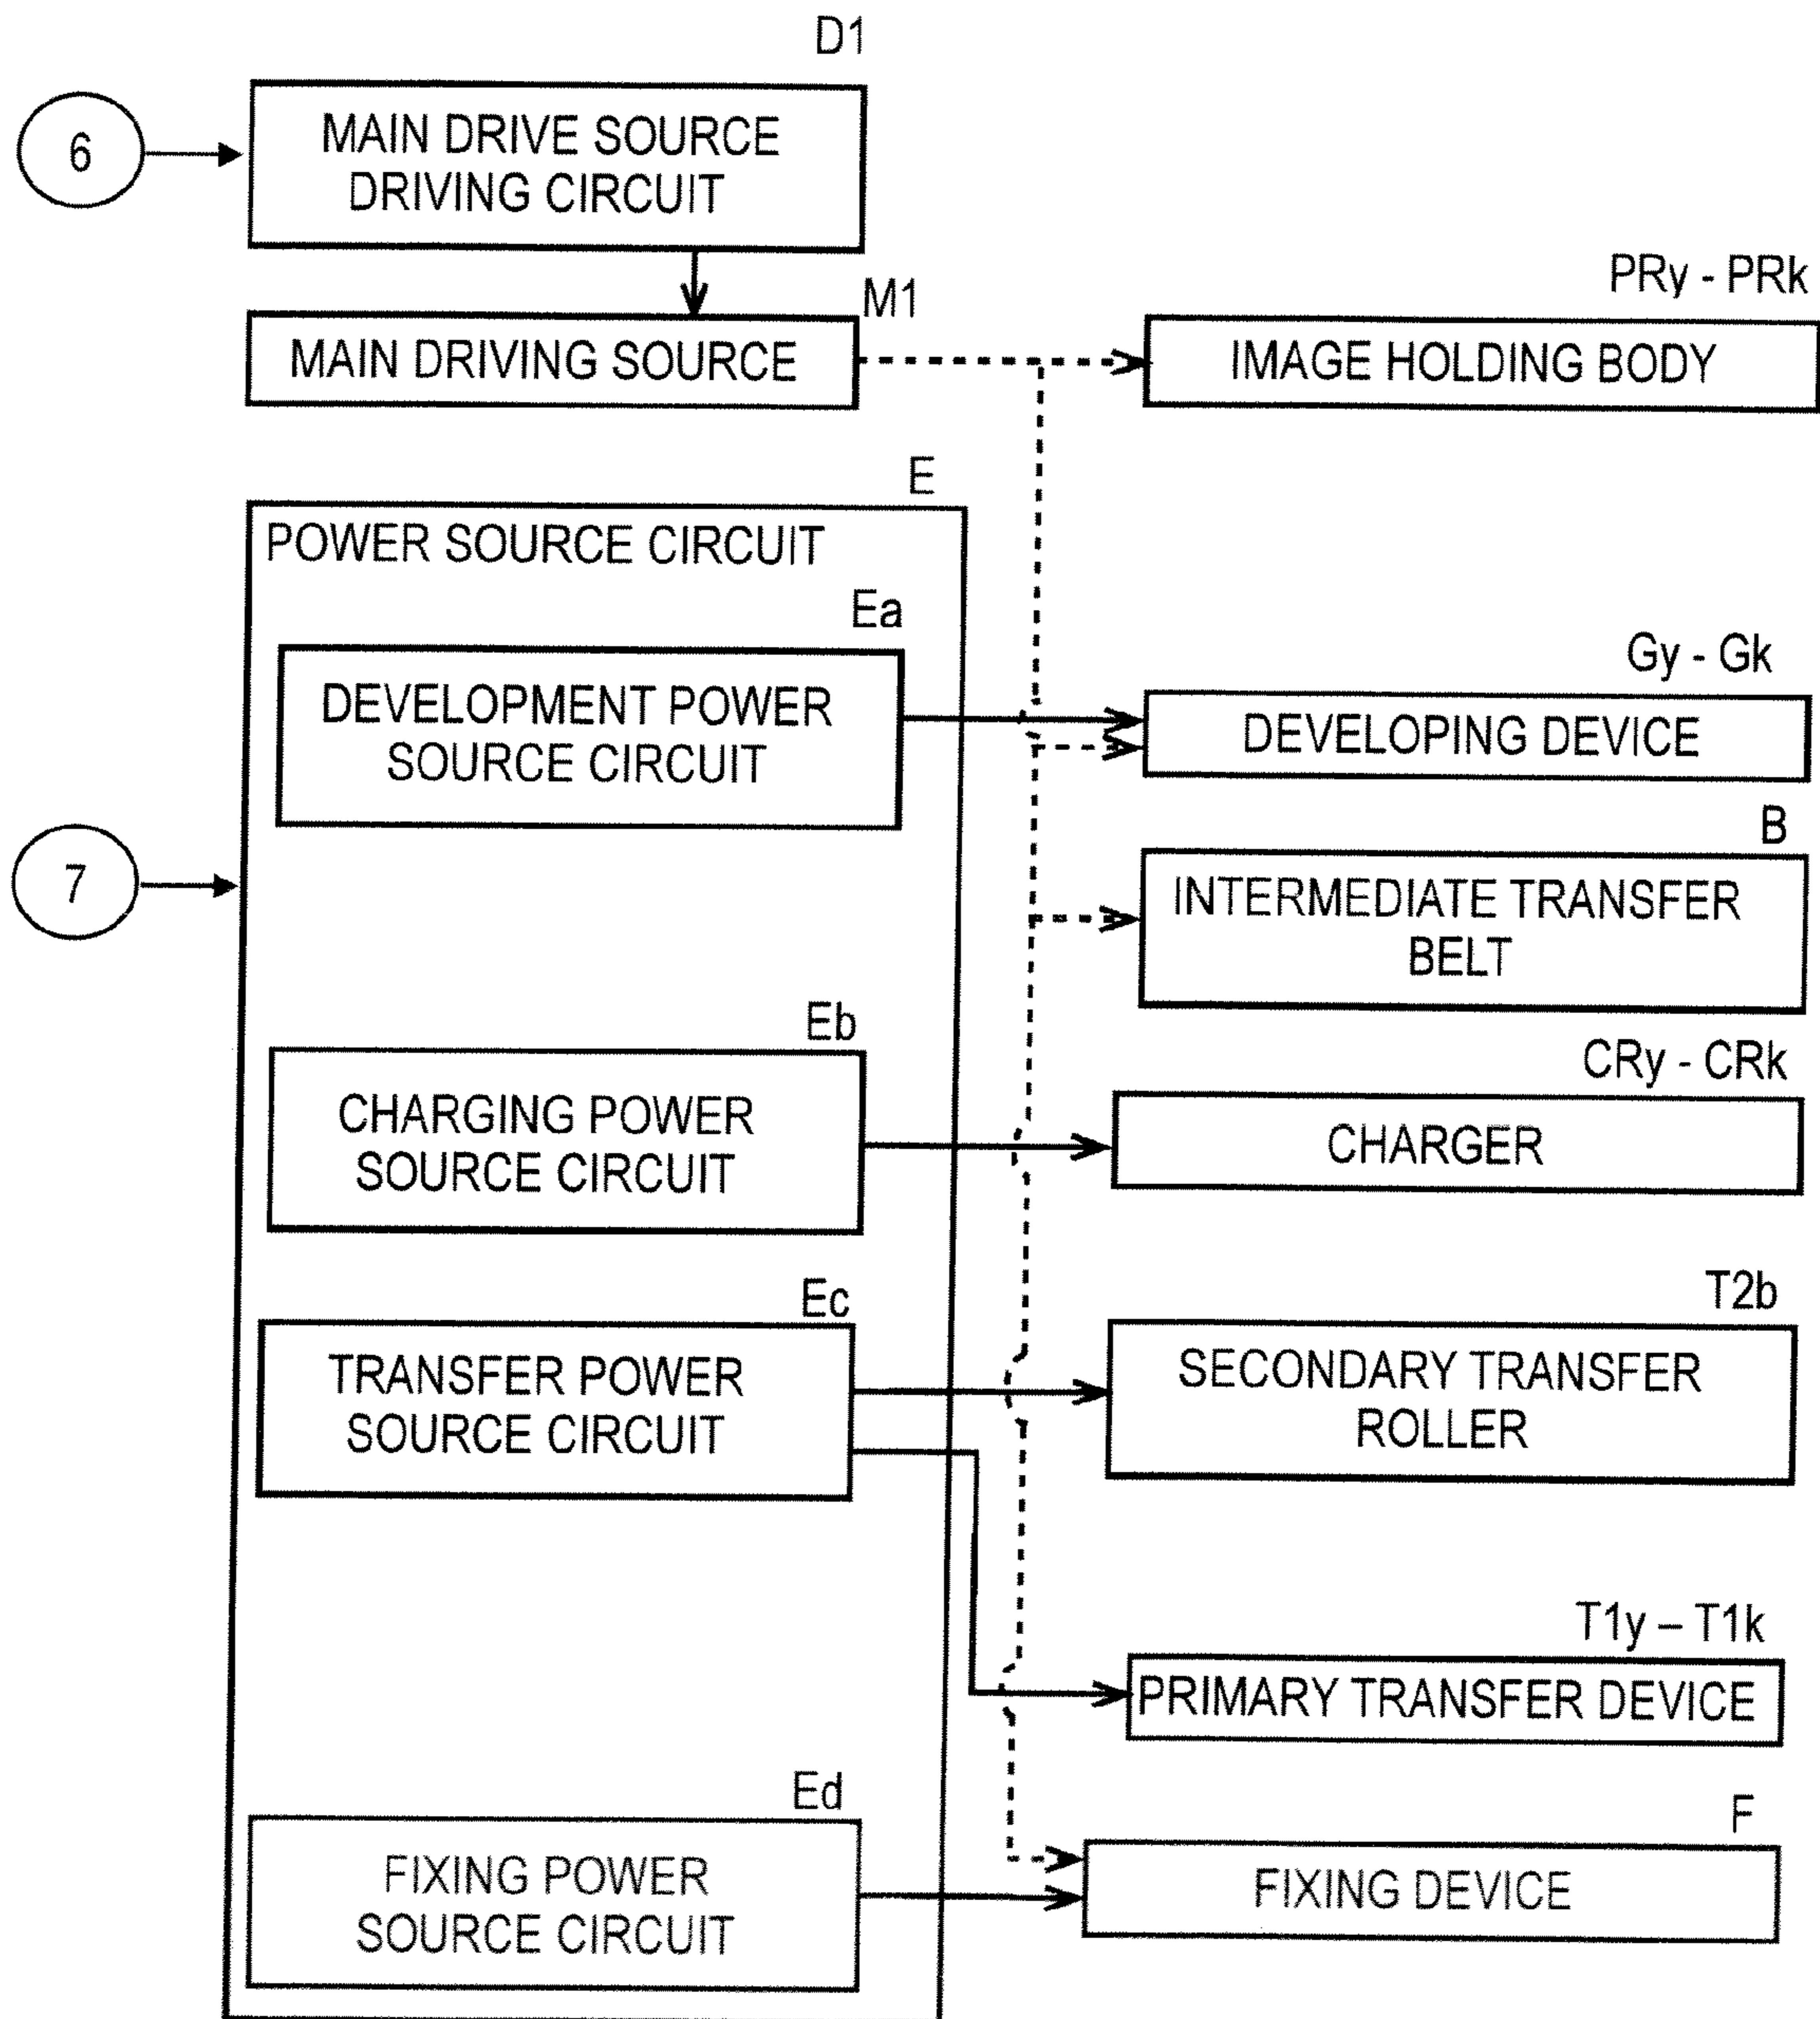 D1
6
MAIN DRIVE SOURCE
DRIVING CIRCUIT
M1
MAIN DRIVING SOURCE
PRy - PRk
IMAGE HOLDING BODY
E
POWER SOURCE CIRCUIT
Ea
DEVELOPMENT POWER
SOURCE CIRCUIT
Gy - Gk
DEVELOPING DEVICE
7
B
INTERMEDIATE TRANSFER
BELT
Eb
CHARGING POWER
SOURCE CIRCUIT
CRy - CRk
CHARGER
Ec
TRANSFER POWER
SOURCE CIRCUIT
T2b
SECONDARY TRANSFER
ROLLER
T1y – T1k
PRIMARY TRANSFER DEVICE
Ed
FIXING POWER
SOURCE CIRCUIT
F
FIXING DEVICE